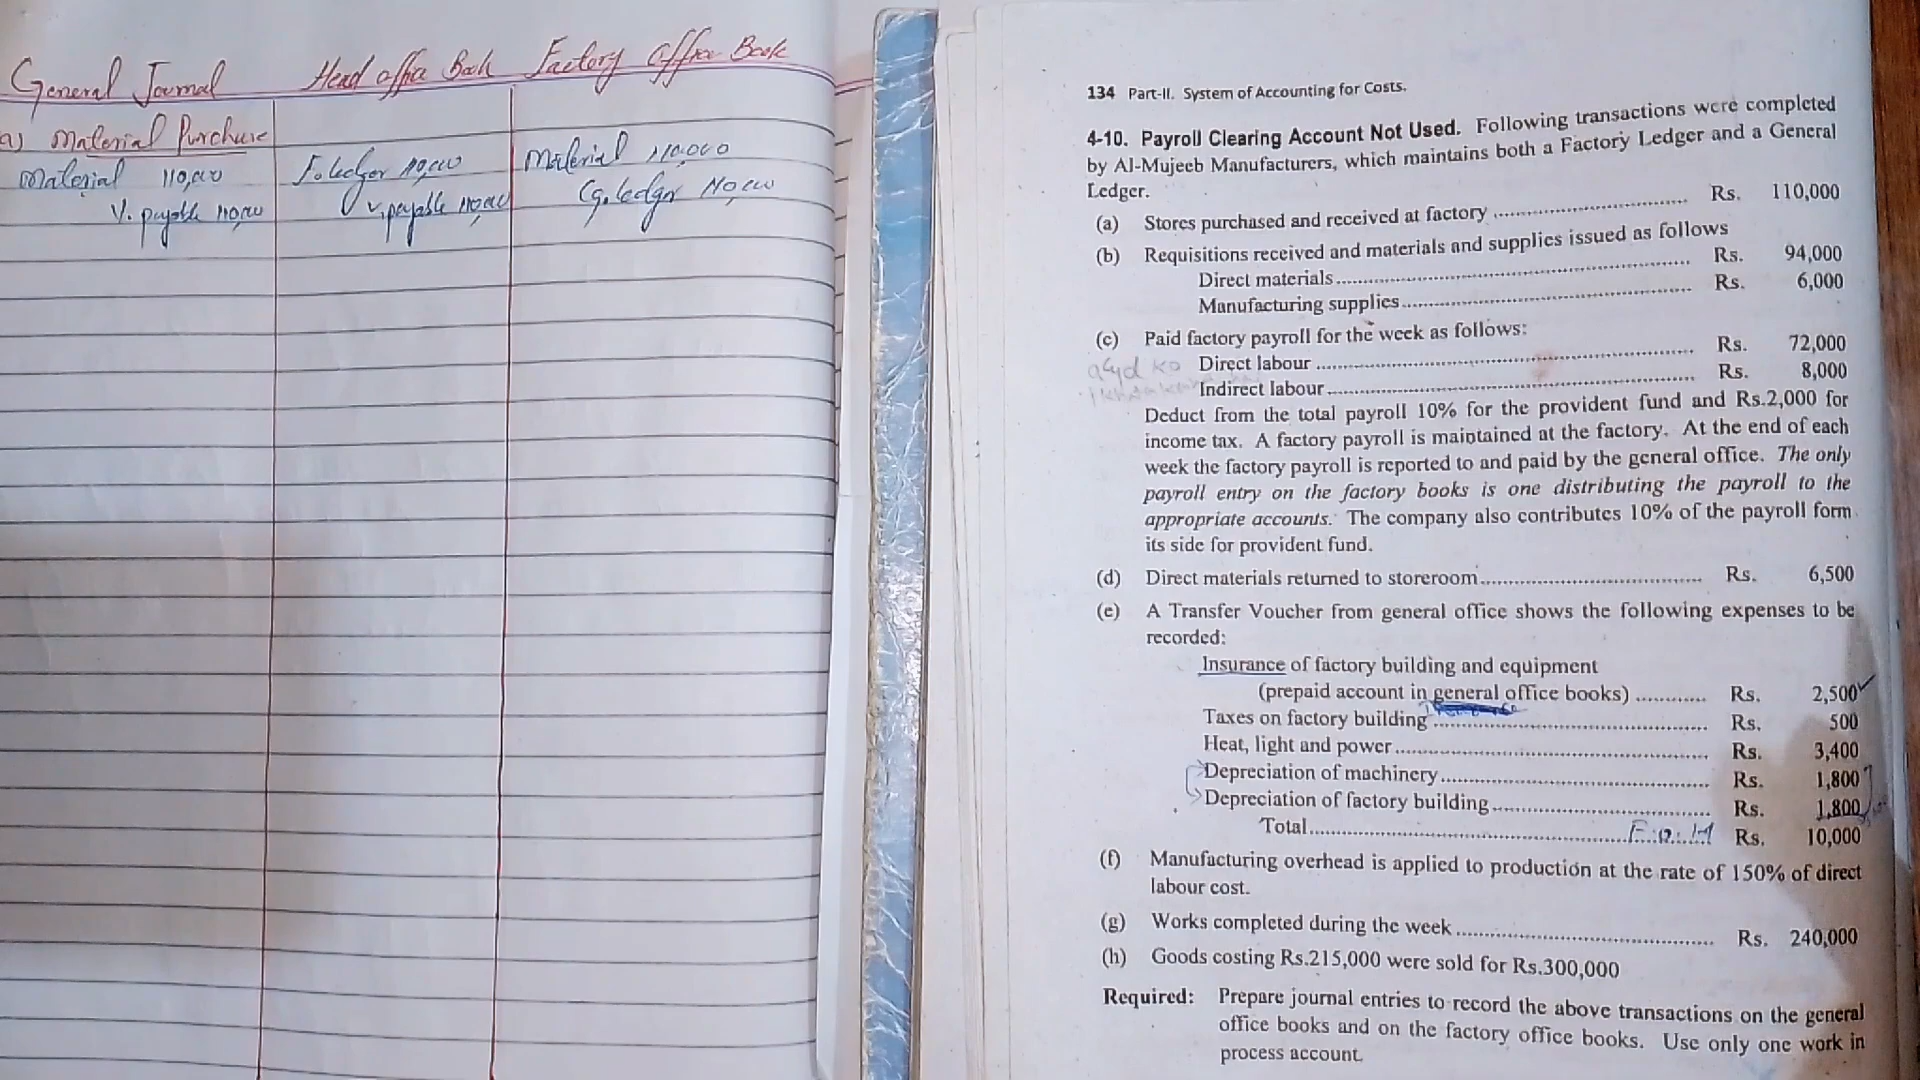 General Journal
Head office Book
Factory Office Book
a) Material Purchase
Material 110,000
V. payable 110,000
F. ledger 110,000
V. payable 110,000
Material 110,000
G. ledger 110,000
134 Part-II. System of Accounting for Costs.
4-10. Payroll Clearing Account Not Used. Following transactions were completed
by Al-Mujeeb Manufacturers, which maintains both a Factory Ledger and a General
Ledger.
(a) Stores purchased and received at factory ........ Rs. 110,000
(b) Requisitions received and materials and supplies issued as follows
Direct materials ........ Rs. 94,000
Manufacturing supplies ........ Rs. 6,000
(c) Paid factory payroll for the week as follows:
Direct labour ........ Rs. 72,000
Indirect labour ........ Rs. 8,000
Deduct from the total payroll 10% for the provident fund and Rs.2,000 for
income tax. A factory payroll is maintained at the factory. At the end of each
week the factory payroll is reported to and paid by the general office. The only
payroll entry on the factory books is one distributing the payroll to the
appropriate accounts. The company also contributes 10% of the payroll form
its side for provident fund.
(d) Direct materials returned to storeroom ........ Rs. 6,500
(e) A Transfer Voucher from general office shows the following expenses to be
recorded:
Insurance of factory building and equipment
(prepaid account in general office books) ........ Rs. 2,500
Taxes on factory building ........ Rs. 500
Heat, light and power ........ Rs. 3,400
Depreciation of machinery ........ Rs. 1,800
Depreciation of factory building ........ Rs. 1,800
Total ........ F.O.H Rs. 10,000
(f) Manufacturing overhead is applied to production at the rate of 150% of direct
labour cost.
(g) Works completed during the week ........ Rs. 240,000
(h) Goods costing Rs.215,000 were sold for Rs.300,000
Required: Prepare journal entries to record the above transactions on the general
office books and on the factory office books. Use only one work in
process account.